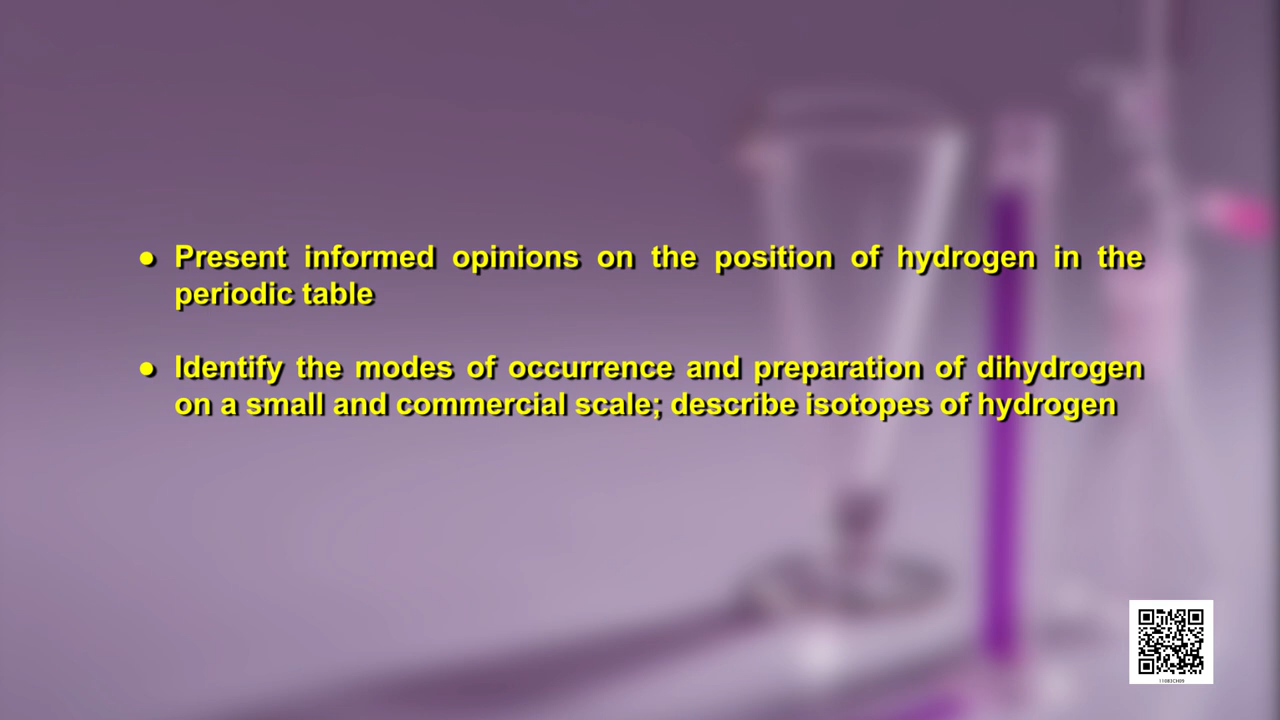 ● Present informed opinions on the position of hydrogen in the
periodic table
● Identify the modes of occurrence and preparation of dihydrogen
on a small and commercial scale; describe isotopes of hydrogen
11082CH09